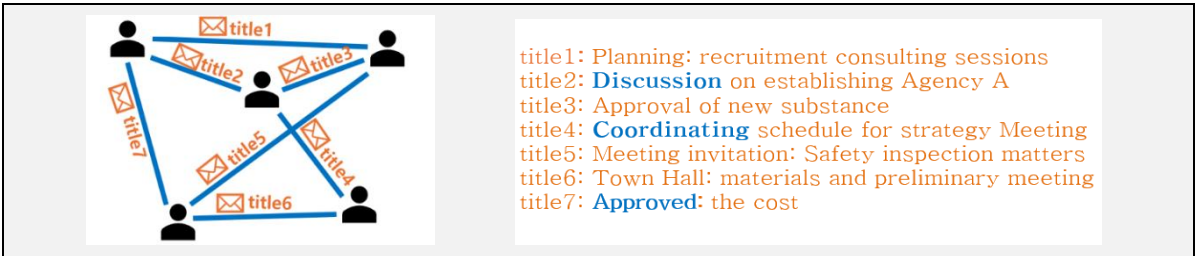 title1
title2
title3
title7
title5
title4
title6
title1: Planning: recruitment consulting sessions
title2: Discussion on establishing Agency A
title3: Approval of new substance
title4: Coordinating schedule for strategy Meeting
title5: Meeting invitation: Safety inspection matters
title6: Town Hall: materials and preliminary meeting
title7: Approved: the cost